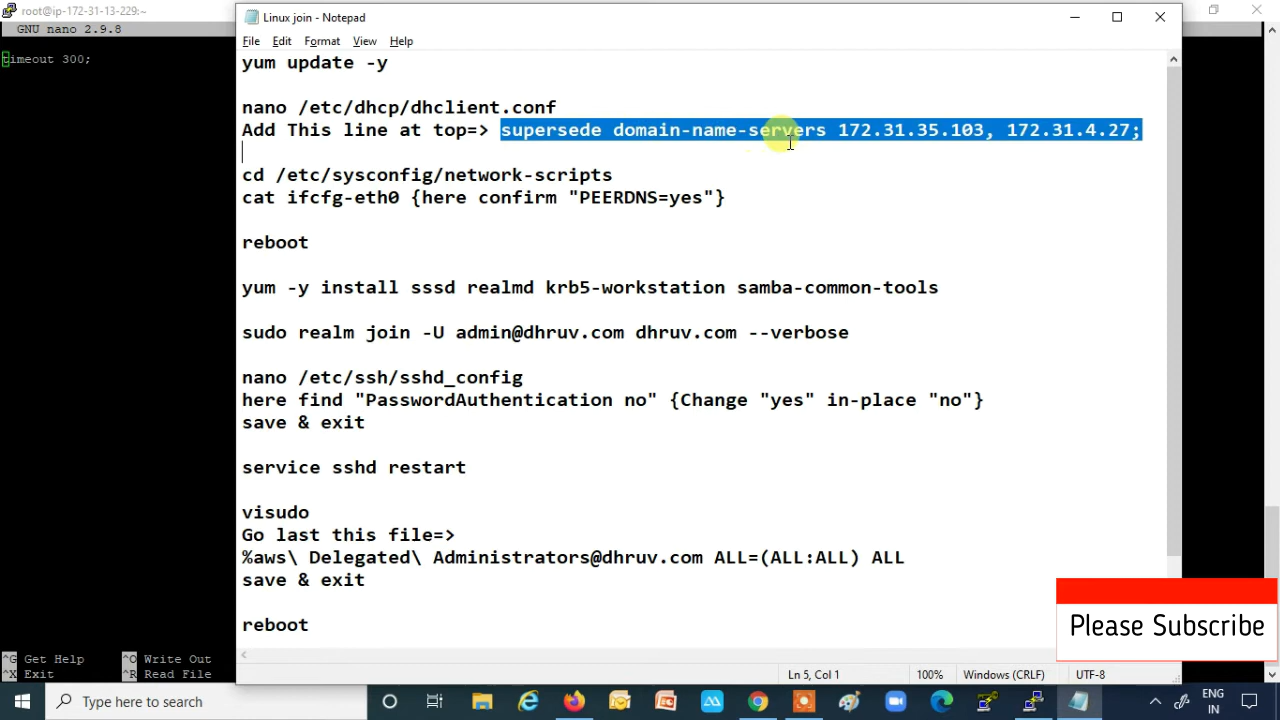 root@ip-172-31-13-229:~
GNU nano 2.9.8
timeout 300;
^G Get Help ^O Write Out
^X Exit ^R Read File
Linux join - Notepad
File Edit Format View Help
yum update -y
nano /etc/dhcp/dhclient.conf
Add This line at top=> supersede domain-name-servers 172.31.35.103, 172.31.4.27;
cd /etc/sysconfig/network-scripts
cat ifcfg-eth0 {here confirm "PEERDNS=yes"}
reboot
yum -y install sssd realmd krb5-workstation samba-common-tools
sudo realm join -U admin@dhruv.com dhruv.com --verbose
nano /etc/ssh/sshd_config
here find "PasswordAuthentication no" {Change "yes" in-place "no"}
save & exit
service sshd restart
visudo
Go last this file=>
%aws\ Delegated\ Administrators@dhruv.com ALL=(ALL:ALL) ALL
save & exit
reboot
Please Subscribe
Ln 5, Col 1 100% Windows (CRLF) UTF-8
Type here to search
ENG
IN